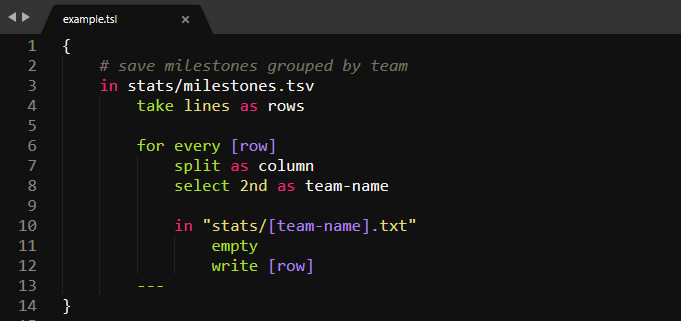 example.tsl ×
1 {
2 # save milestones grouped by team
3 in stats/milestones.tsv
4 take lines as rows
5
6 for every [row]
7 split as column
8 select 2nd as team-name
9
10 in "stats/[team-name].txt"
11 empty
12 write [row]
13 ---
14 }